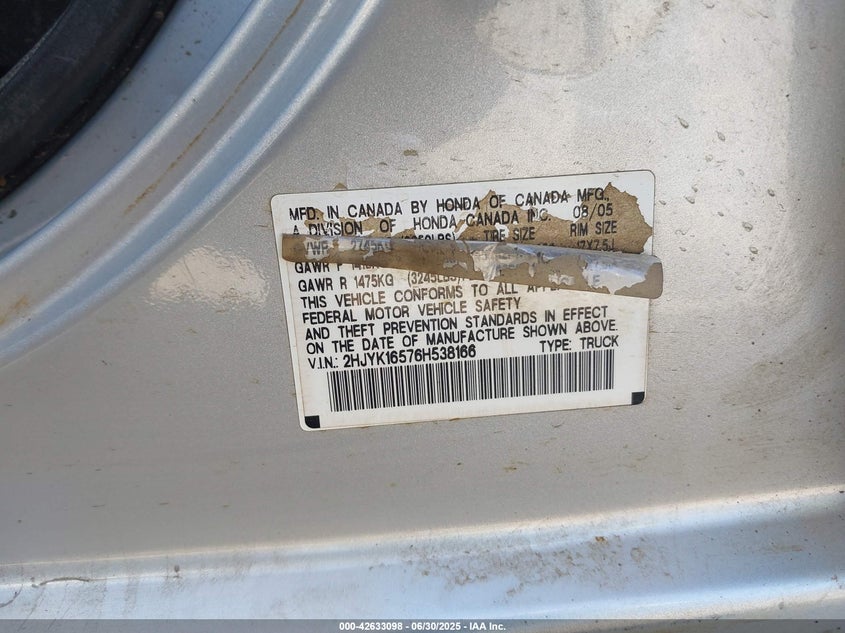 MFD. IN CANADA BY HONDA OF CANADA MFG.,
A DIVISION OF HONDA CANADA INC. 08/05
TIRE SIZE RIM SIZE
GAWR F
GAWR R 1475KG (3245LBS)
THIS VEHICLE CONFORMS TO ALL
FEDERAL MOTOR VEHICLE SAFETY
AND THEFT PREVENTION STANDARDS IN EFFECT
ON THE DATE OF MANUFACTURE SHOWN ABOVE.
V.I.N.: 2HJYK16576H538166 TYPE: TRUCK
000-42633098 - 06/30/2025 - IAA Inc.